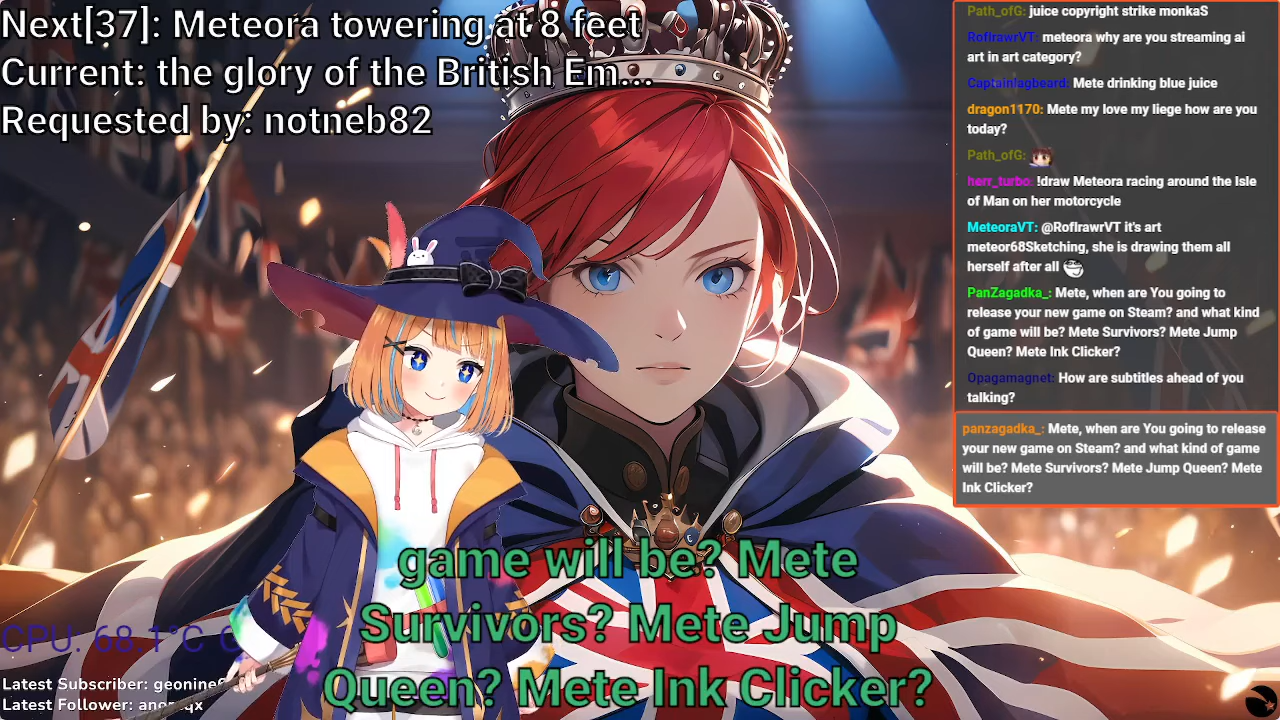 Next[37]: Meteora towering at 8 feet
Current: the glory of the British Em...
Requested by: notneb82
Path_ofG: juice copyright strike monkaS
RoflrawrVT: meteora why are you streaming ai
art in art category?
Captainlagbeard: Mete drinking blue juice
dragon1170: Mete my love my liege how are you
today?
Path_ofG:
herr_turbo: !draw Meteora racing around the Isle
of Man on her motorcycle
MeteoraVT: @RoflrawrVT it's art
meteor68Sketching, she is drawing them all
herself after all
PanZagadka_: Mete, when are You going to
release your new game on Steam? and what kind
of game will be? Mete Survivors? Mete Jump
Queen? Mete Ink Clicker?
Opagamagnet: How are subtitles ahead of you
talking?
panzagadka_: Mete, when are You going to release
your new game on Steam? and what kind of game
will be? Mete Survivors? Mete Jump Queen? Mete
Ink Clicker?
game will be? Mete
Survivors? Mete Jump
Queen? Mete Ink Clicker?
CPU: 68.1°C
Latest Subscriber:
Latest Follower: